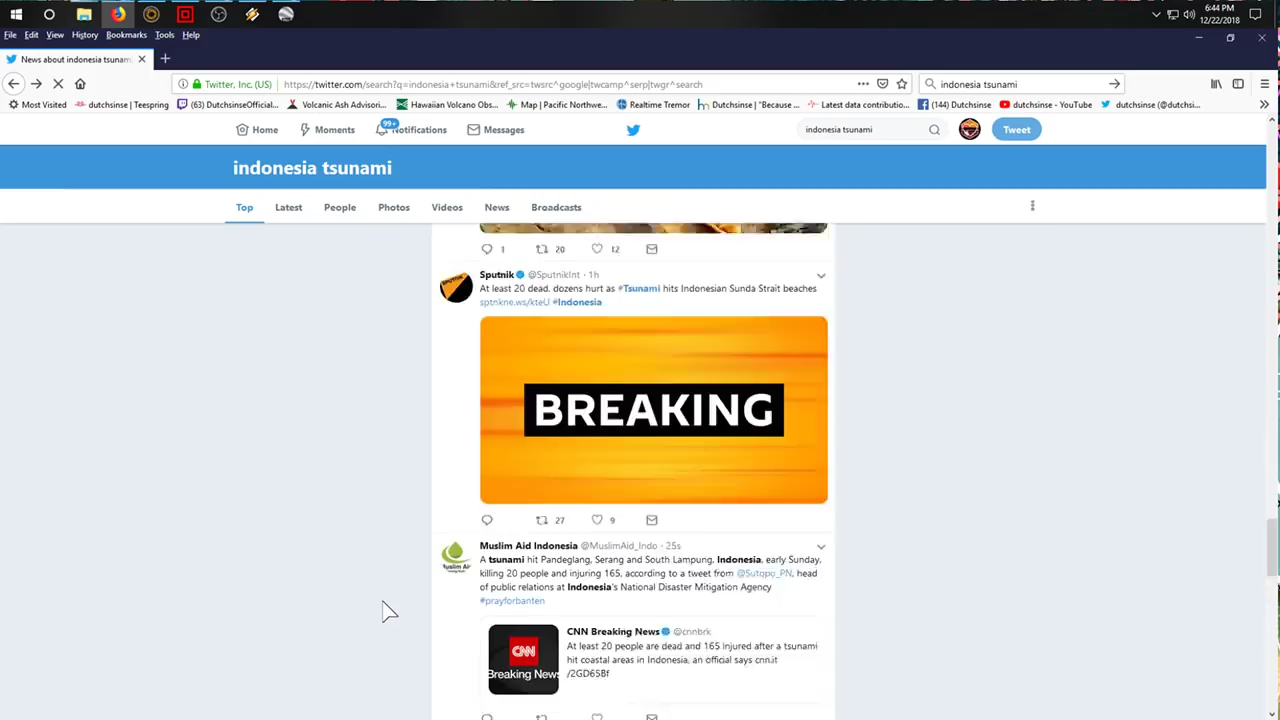 6:44 PM
12/22/2018
File Edit View History Bookmarks Tools Help
News about indonesia tsunami
Twitter, Inc. (US) https://twitter.com/search?q=indonesia+tsunami&ref_src=twsrc^google|twcamp^serp|twgr^search
indonesia tsunami
Most Visited dutchsinse | Teespring (63) DutchsinseOfficial... Volcanic Ash Advisori... Hawaiian Volcano Obs... Map | Pacific Northwe... Realtime Tremor Dutchsinse | "Because ... Latest data contributio... (144) Dutchsinse dutchsinse - YouTube dutchsinse (@dutchsi...
Home Moments 99+ Notifications Messages indonesia tsunami Tweet
indonesia tsunami
Top Latest People Photos Videos News Broadcasts
1 20 12
Sputnik @SputnikInt · 1h
At least 20 dead, dozens hurt as #Tsunami hits Indonesian Sunda Strait beaches
sptnkne.ws/kteU #Indonesia
SPUTNIK
BREAKING
27 9
Muslim Aid Indonesia @MuslimAid_Indo · 25s
A tsunami hit Pandeglang, Serang and South Lampung, Indonesia, early Sunday,
killing 20 people and injuring 165, according to a tweet from @Sutopo_PN, head
of public relations at Indonesia's National Disaster Mitigation Agency
#prayforbanten
Muslim Aid
CNN Breaking News @cnnbrk
At least 20 people are dead and 165 injured after a tsunami
hit coastal areas in Indonesia, an official says cnn.it
/2GD65Bf
CNN
Breaking News